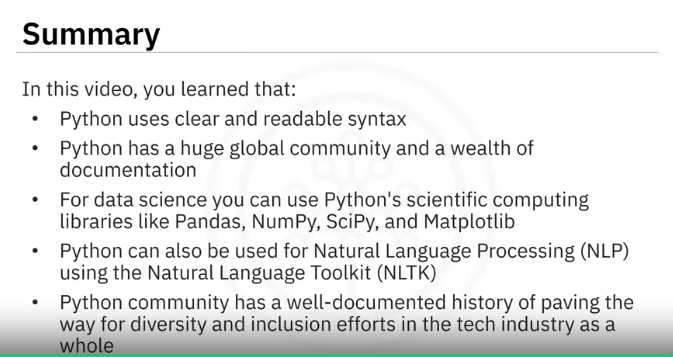 Summary
In this video, you learned that:
• Python uses clear and readable syntax
• Python has a huge global community and a wealth of
documentation
• For data science you can use Python's scientific computing
libraries like Pandas, NumPy, SciPy, and Matplotlib
• Python can also be used for Natural Language Processing (NLP)
using the Natural Language Toolkit (NLTK)
• Python community has a well-documented history of paving the
way for diversity and inclusion efforts in the tech industry as a
whole